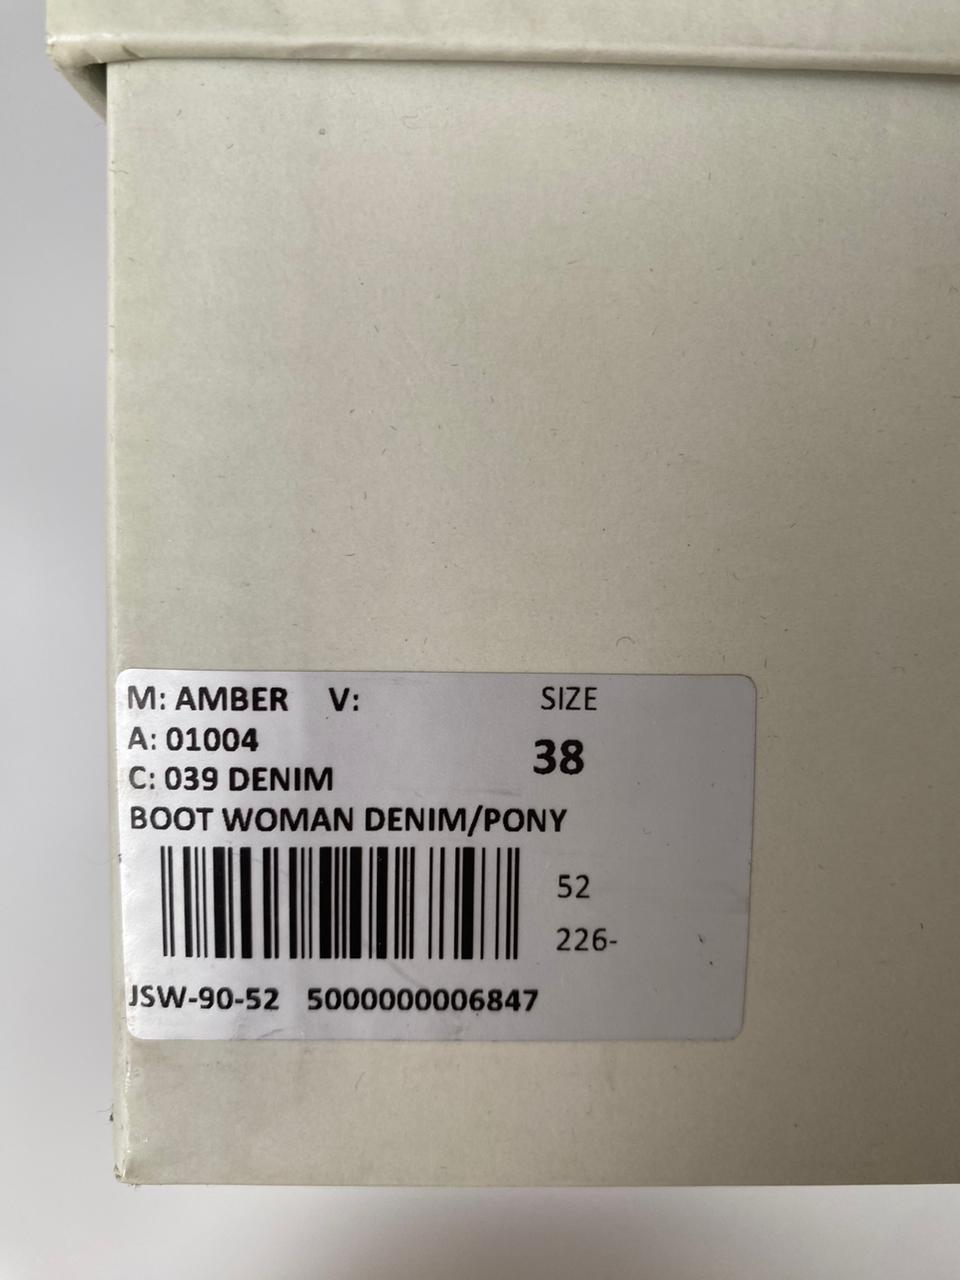 M: AMBER V: SIZE
A: 01004 38
C: 039 DENIM
BOOT WOMAN DENIM/PONY
52
226-
JSW-90-52 5000000006847